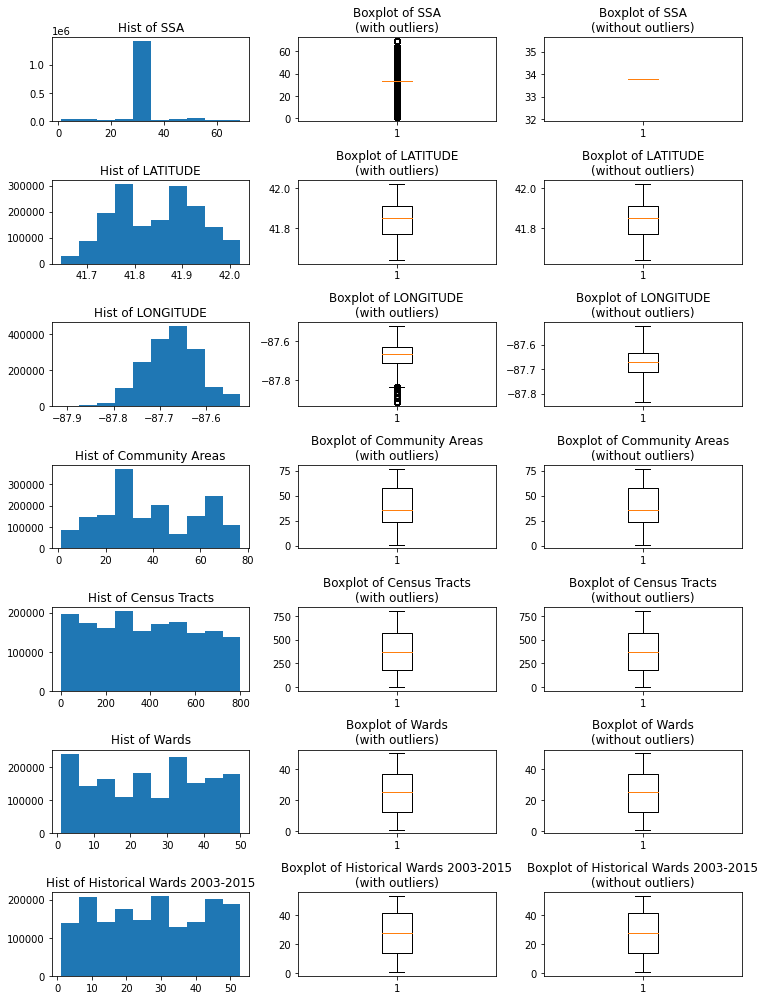 Hist of SSA
1e6
1.0
0.5
0.0
0 20 40 60
Boxplot of SSA
(with outliers)
60
40
20
0
1
Boxplot of SSA
(without outliers)
35
34
33
32
1
Hist of LATITUDE
300000
200000
100000
0
41.7 41.8 41.9 42.0
Boxplot of LATITUDE
(with outliers)
42.0
41.8
1
Boxplot of LATITUDE
(without outliers)
42.0
41.8
1
Hist of LONGITUDE
400000
200000
0
−87.9 −87.8 −87.7 −87.6
Boxplot of LONGITUDE
(with outliers)
−87.6
−87.8
1
Boxplot of LONGITUDE
(without outliers)
−87.6
−87.7
−87.8
1
Hist of Community Areas
300000
200000
100000
0
0 20 40 60 80
Boxplot of Community Areas
(with outliers)
75
50
25
0
1
Boxplot of Community Areas
(without outliers)
75
50
25
0
1
Hist of Census Tracts
200000
100000
0
0 200 400 600 800
Boxplot of Census Tracts
(with outliers)
750
500
250
0
1
Boxplot of Census Tracts
(without outliers)
750
500
250
0
1
Hist of Wards
200000
100000
0
0 10 20 30 40 50
Boxplot of Wards
(with outliers)
40
20
0
1
Boxplot of Wards
(without outliers)
40
20
0
1
Hist of Historical Wards 2003-2015
200000
100000
0
0 10 20 30 40 50
Boxplot of Historical Wards 2003-2015
(with outliers)
40
20
0
1
Boxplot of Historical Wards 2003-2015
(without outliers)
40
20
0
1